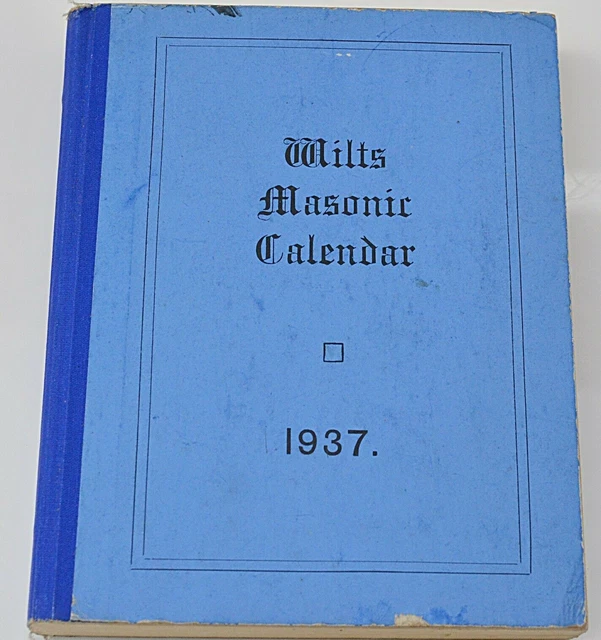 Wilts
Masonic
Calendar
1937.